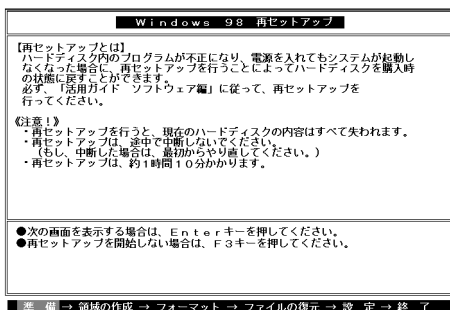 Windows 98 再セットアップ
【再セットアップとは】
ハードディスク内のプログラムが不正になり、電源を入れてもシステムが起動し
なくなった場合に、再セットアップを行うことによってハードディスクを購入時
の状態に戻すことができます。
必ず、「活用ガイド ソフトウェア編」に従って、再セットアップを
行ってください。
《注意!》
・再セットアップを行うと、現在のハードディスクの内容はすべて失われます。
・再セットアップは、途中で中断しないでください。
(もし、中断した場合は、最初からやり直してください。)
・再セットアップは、約1時間10分かかります。
●次の画面を表示する場合は、Enterキーを押してください。
●再セットアップを開始しない場合は、F3キーを押してください。
準 備 → 領域の作成 → フォーマット → ファイルの復元 → 設 定 → 終 了